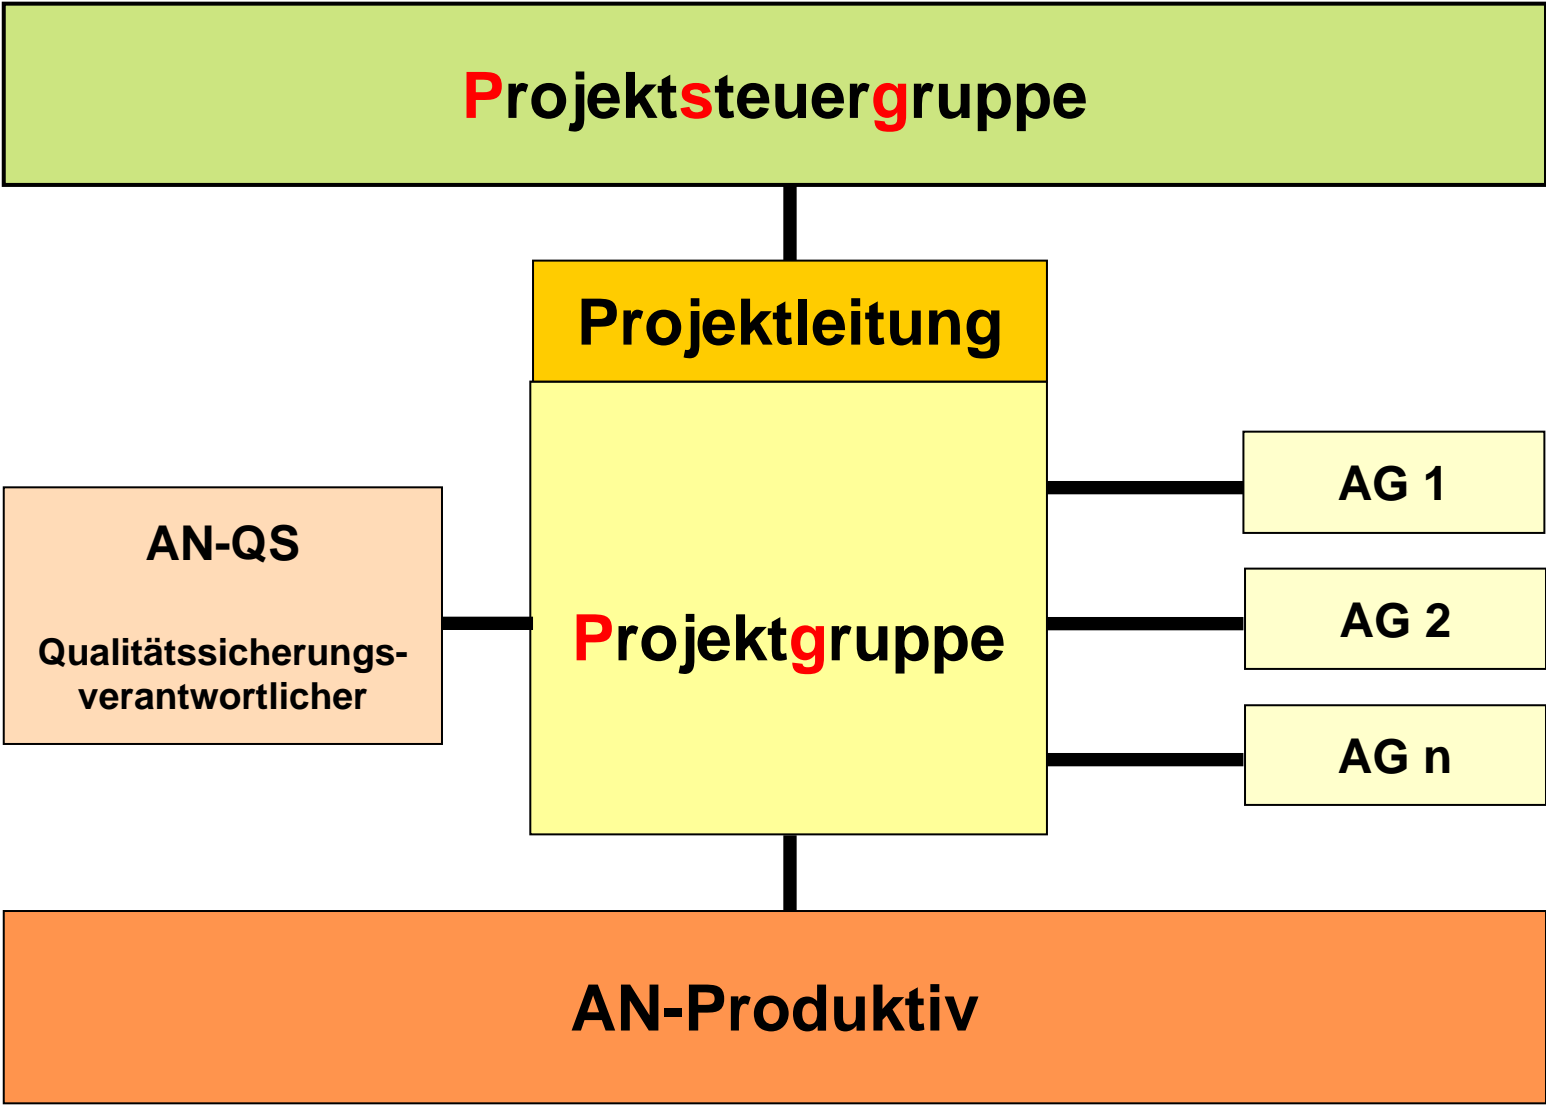 Projektsteuergruppe
Projektleitung
AN-QS
Qualitätssicherungs-
verantwortlicher
Projektgruppe
AG 1
AG 2
AG n
AN-Produktiv